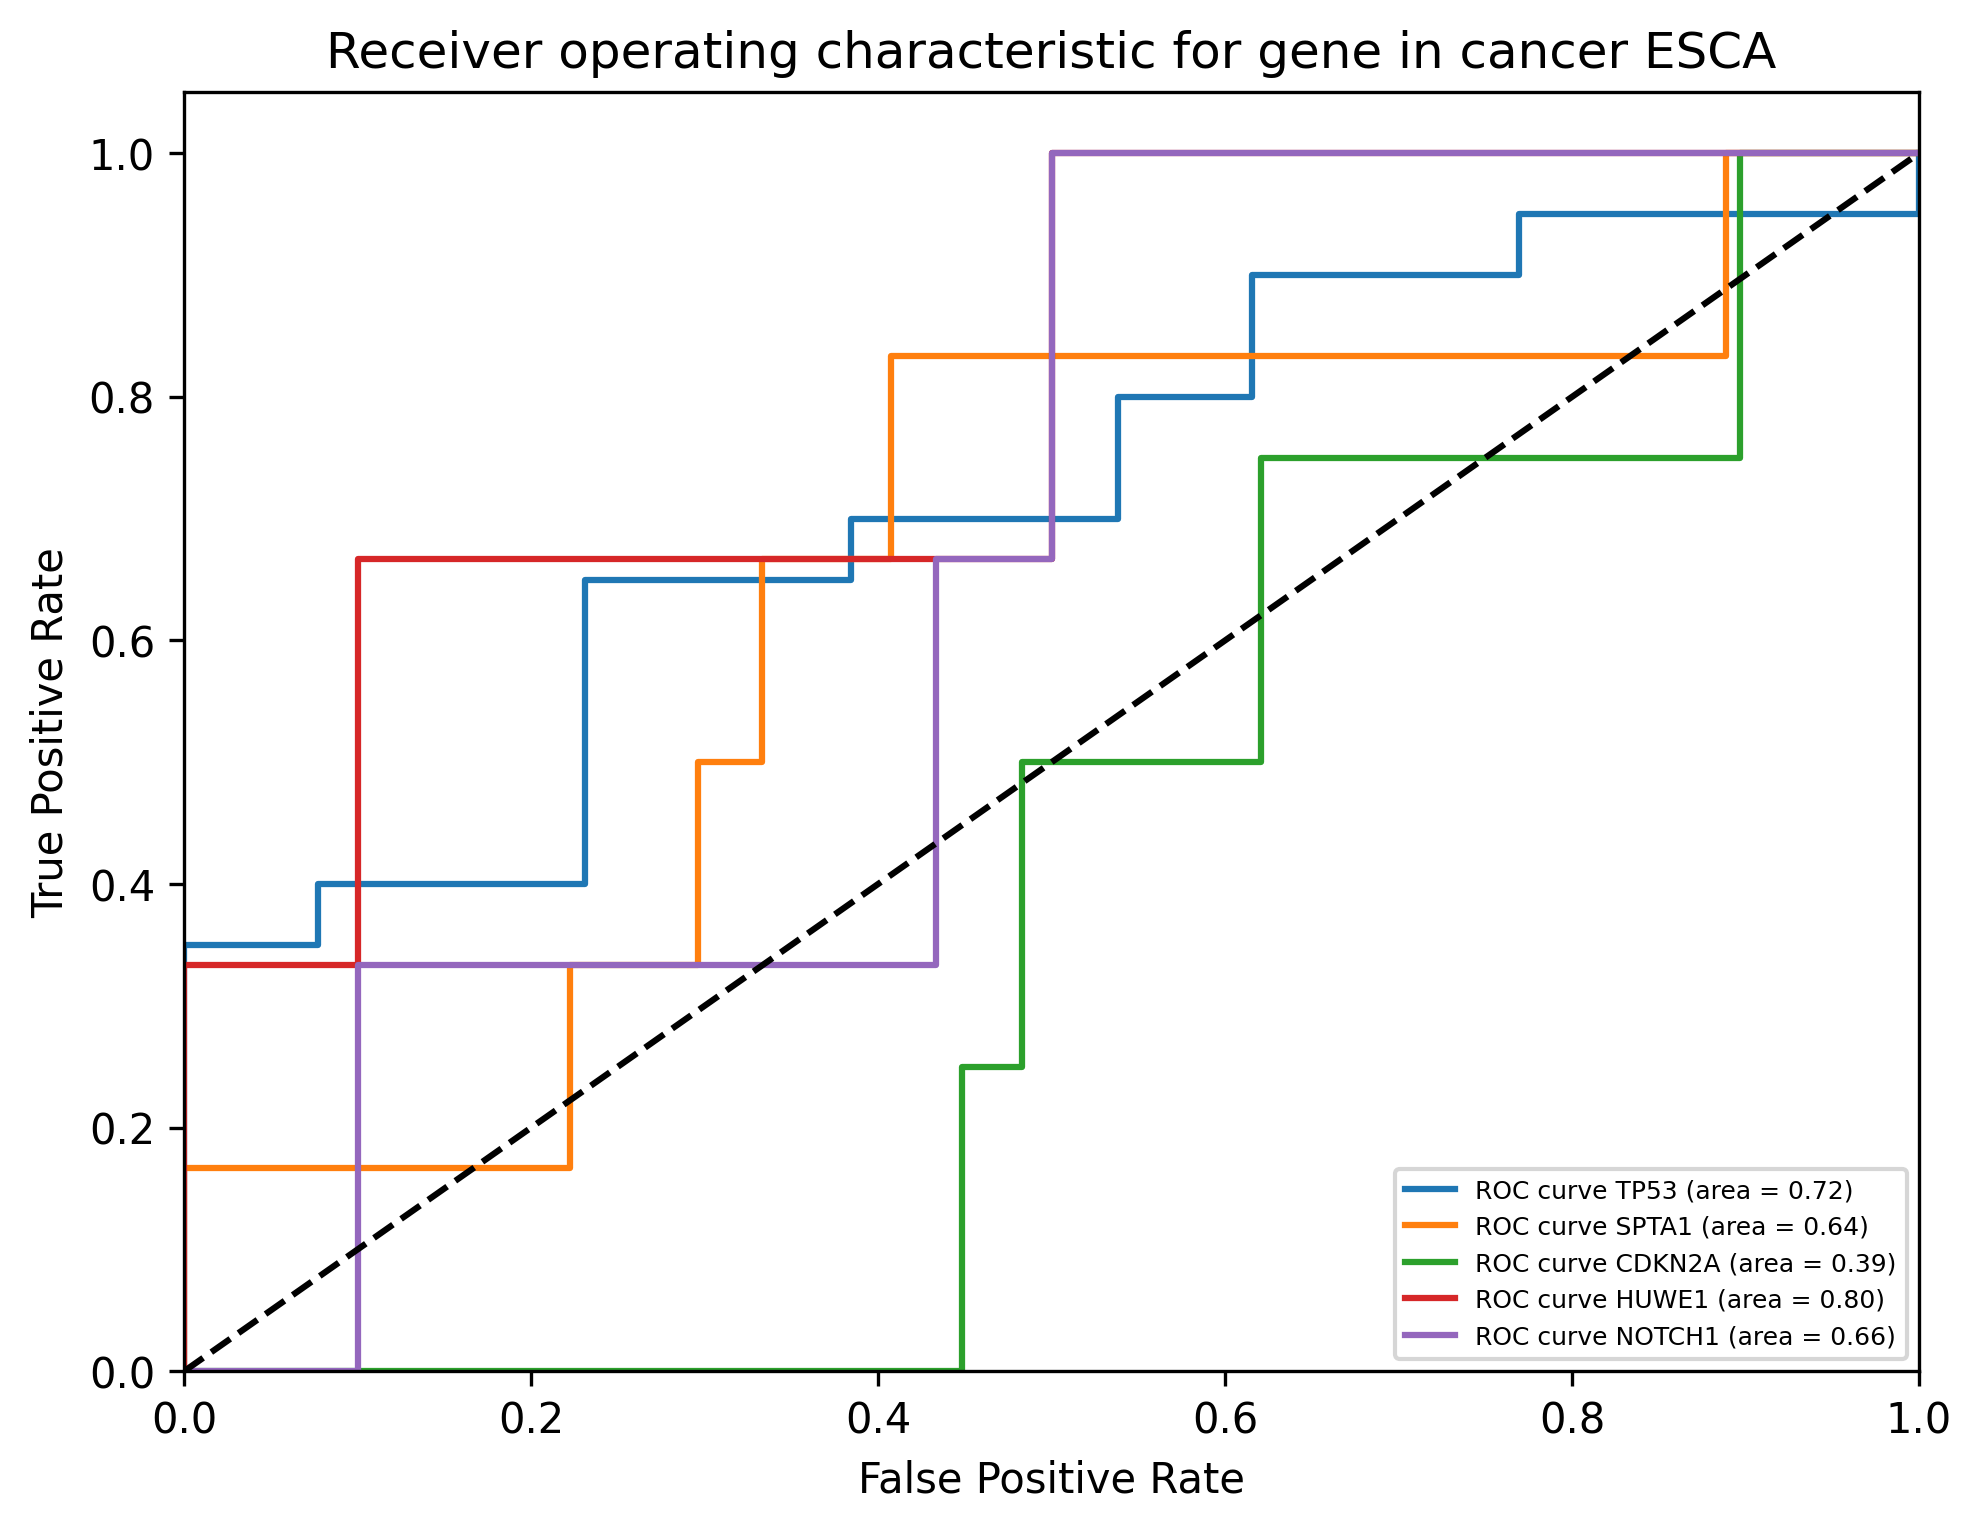 Receiver operating characteristic for gene in cancer ESCA
True Positive Rate
1.0
0.8
0.6
0.4
0.2
0.0
ROC curve TP53 (area = 0.72)
ROC curve SPTA1 (area = 0.64)
ROC curve CDKN2A (area = 0.39)
ROC curve HUWE1 (area = 0.80)
ROC curve NOTCH1 (area = 0.66)
0.0 0.2 0.4 0.6 0.8 1.0
False Positive Rate